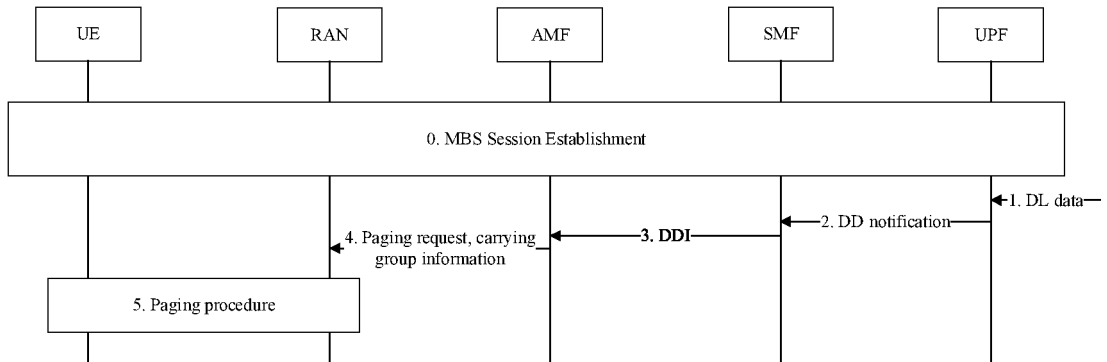 UE
RAN
AMF
SMF
UPF
0. MBS Session Establishment
1. DL data
2. DD notification
3. DDI
4. Paging request, carrying
group information
5. Paging procedure